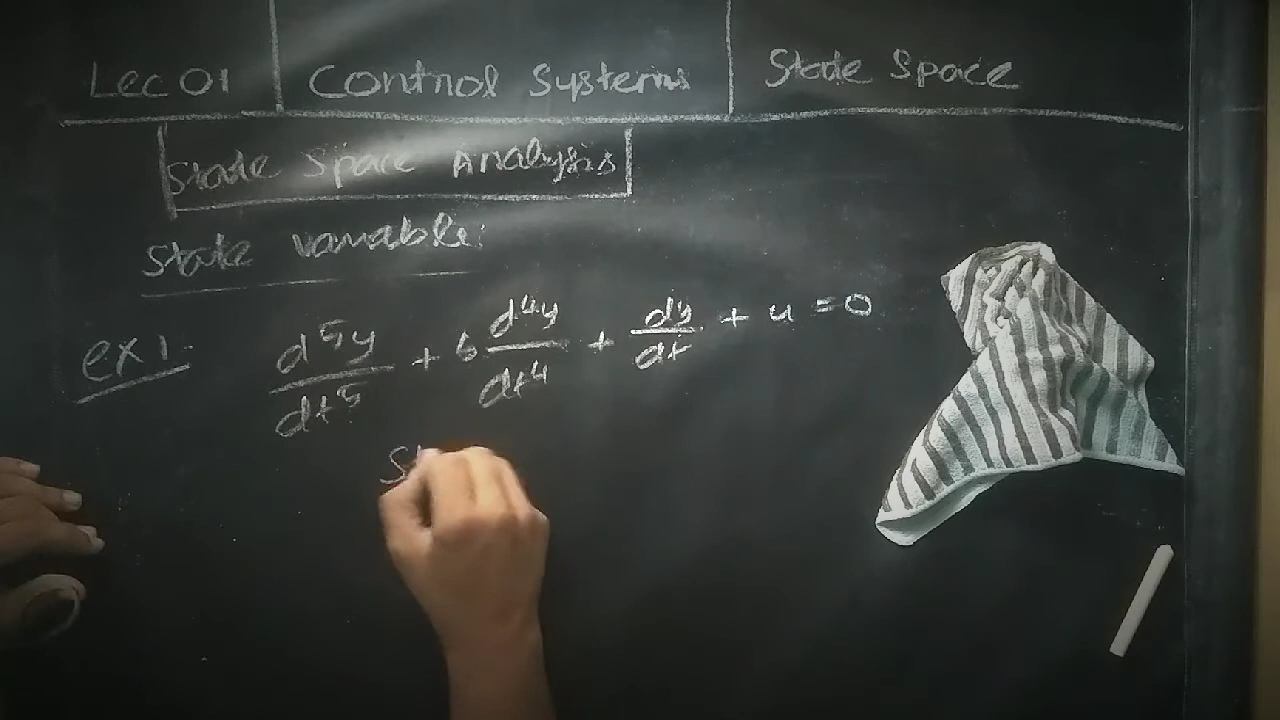 Lec 01 Control Systems State Space
State Space Analysis
State variable:
ex 1. d⁵y/dt⁵ + 6 d⁴y/dt⁴ + dy/dt + u = 0